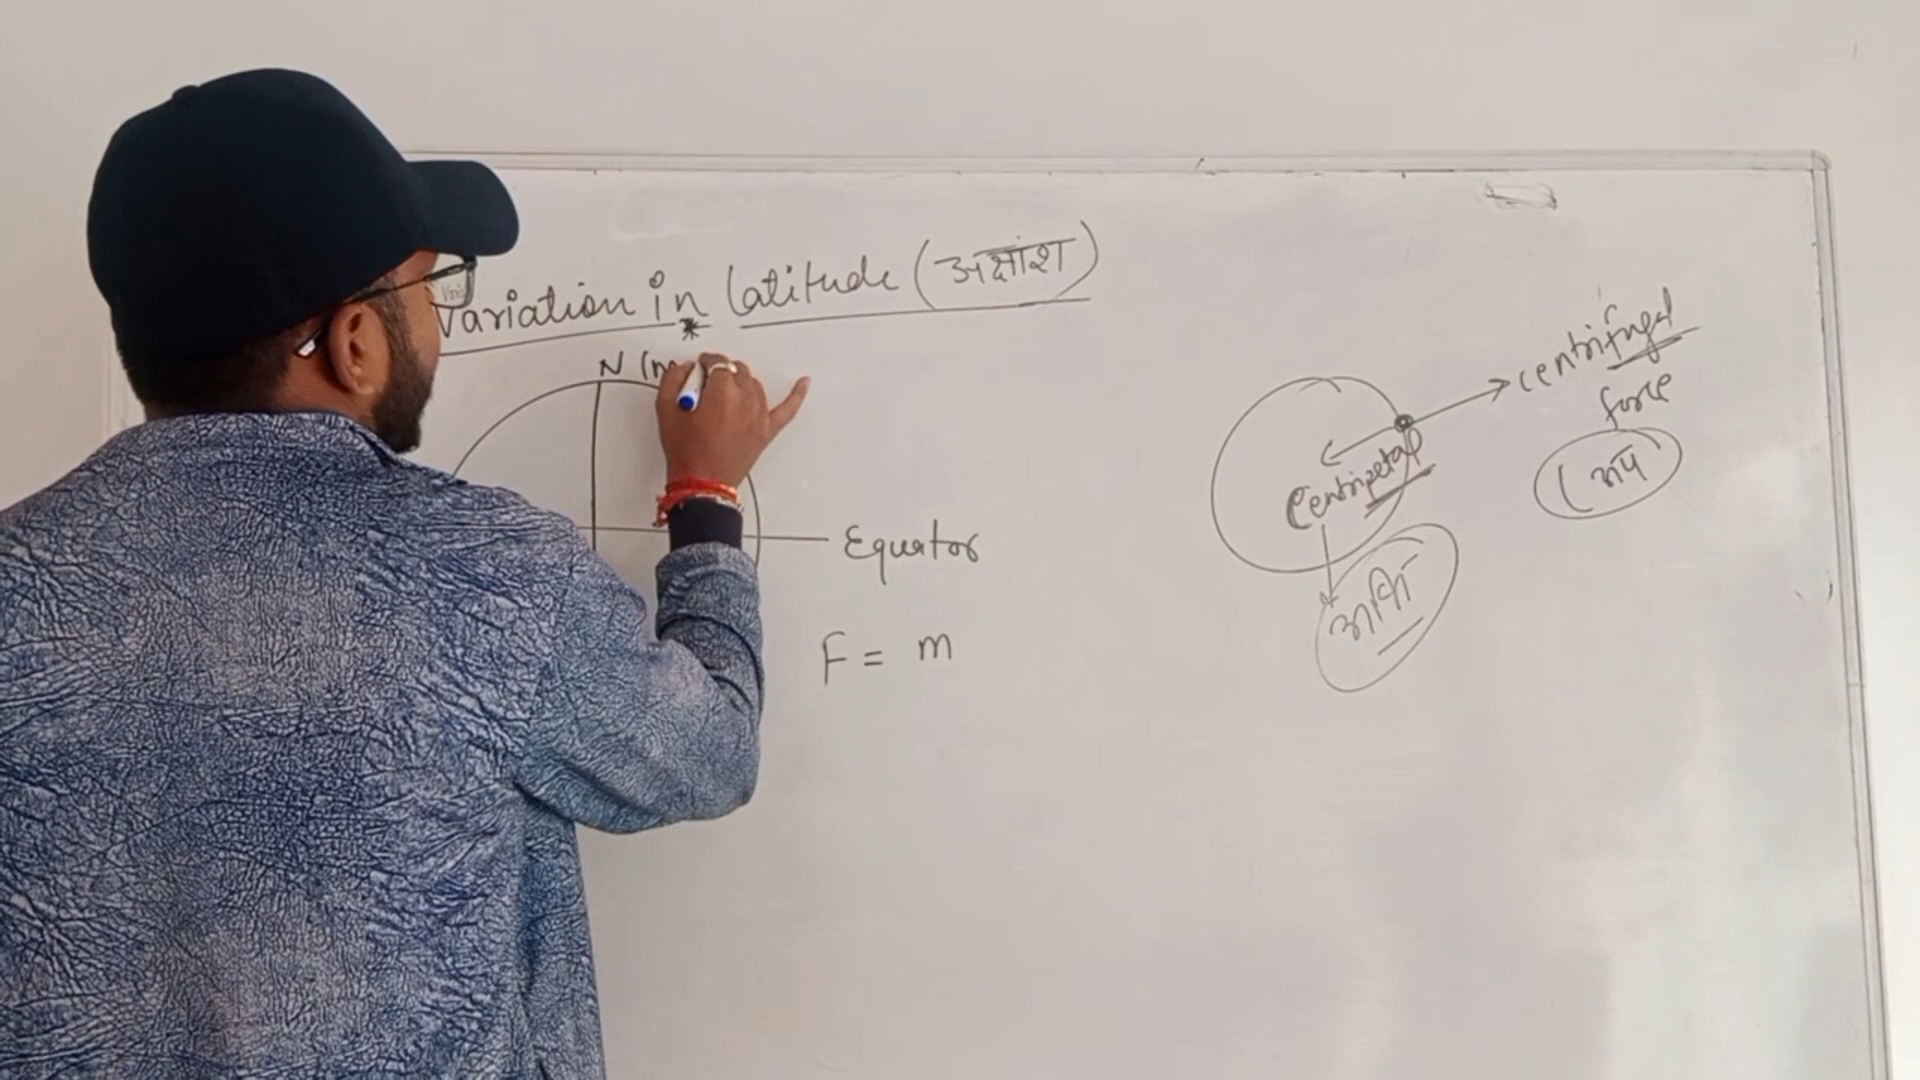 Variation in latitude (अक्षांश)
*
N (m
Equator
F = m
centrifugal
force
(अप
centripetal
अभि